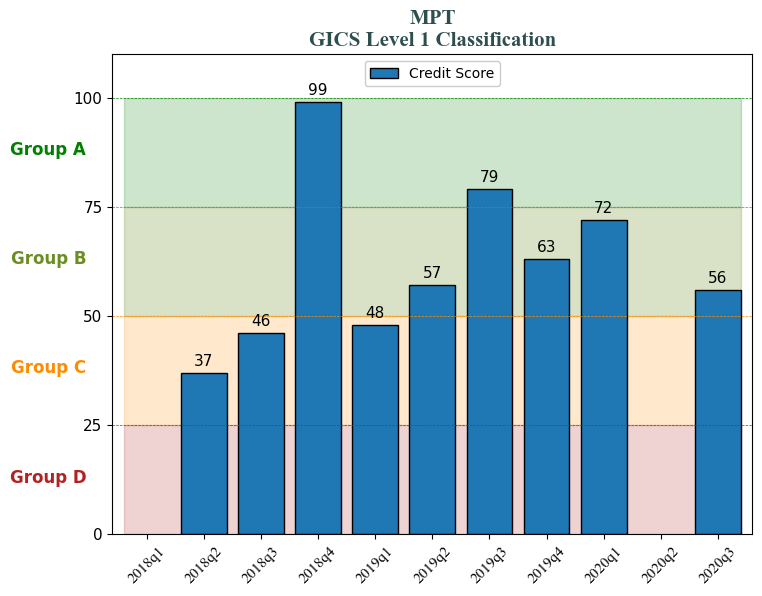 MPT
GICS Level 1 Classification
Credit Score
100
75
50
25
0
Group A
Group B
Group C
Group D
37
46
99
48
57
79
63
72
56
2018q1
2018q2
2018q3
2018q4
2019q1
2019q2
2019q3
2019q4
2020q1
2020q2
2020q3